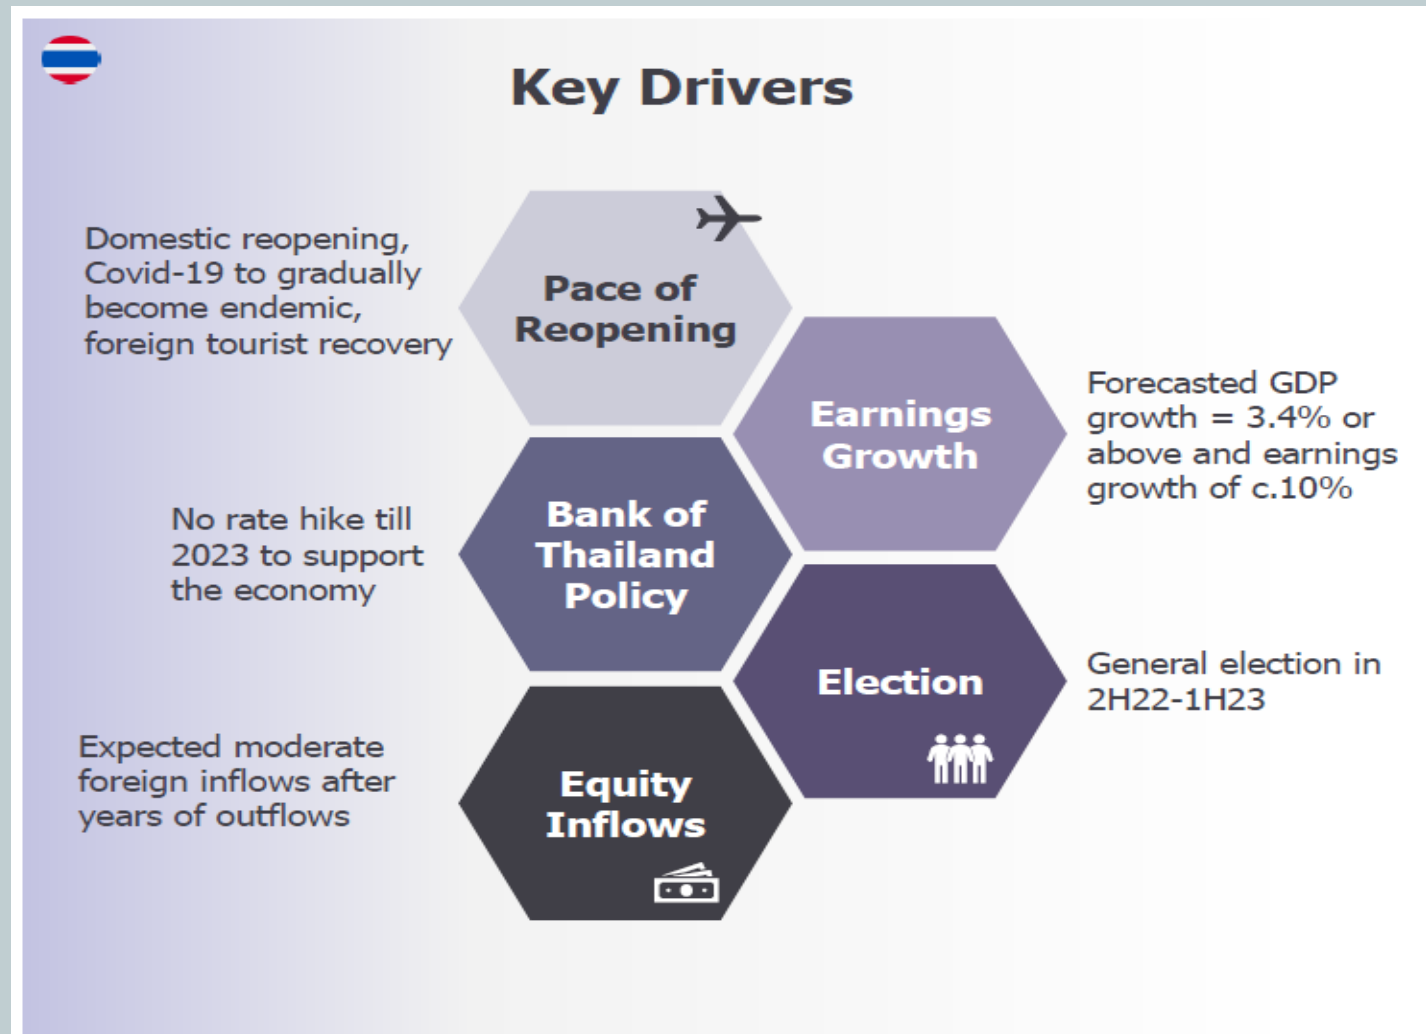 Key Drivers
Domestic reopening,
Covid-19 to gradually
become endemic,
foreign tourist recovery
Pace of
Reopening
Earnings
Growth
Forecasted GDP
growth = 3.4% or
above and earnings
growth of c.10%
No rate hike till
2023 to support
the economy
Bank of
Thailand
Policy
Election
General election in
2H22-1H23
Expected moderate
foreign inflows after
years of outflows
Equity
Inflows